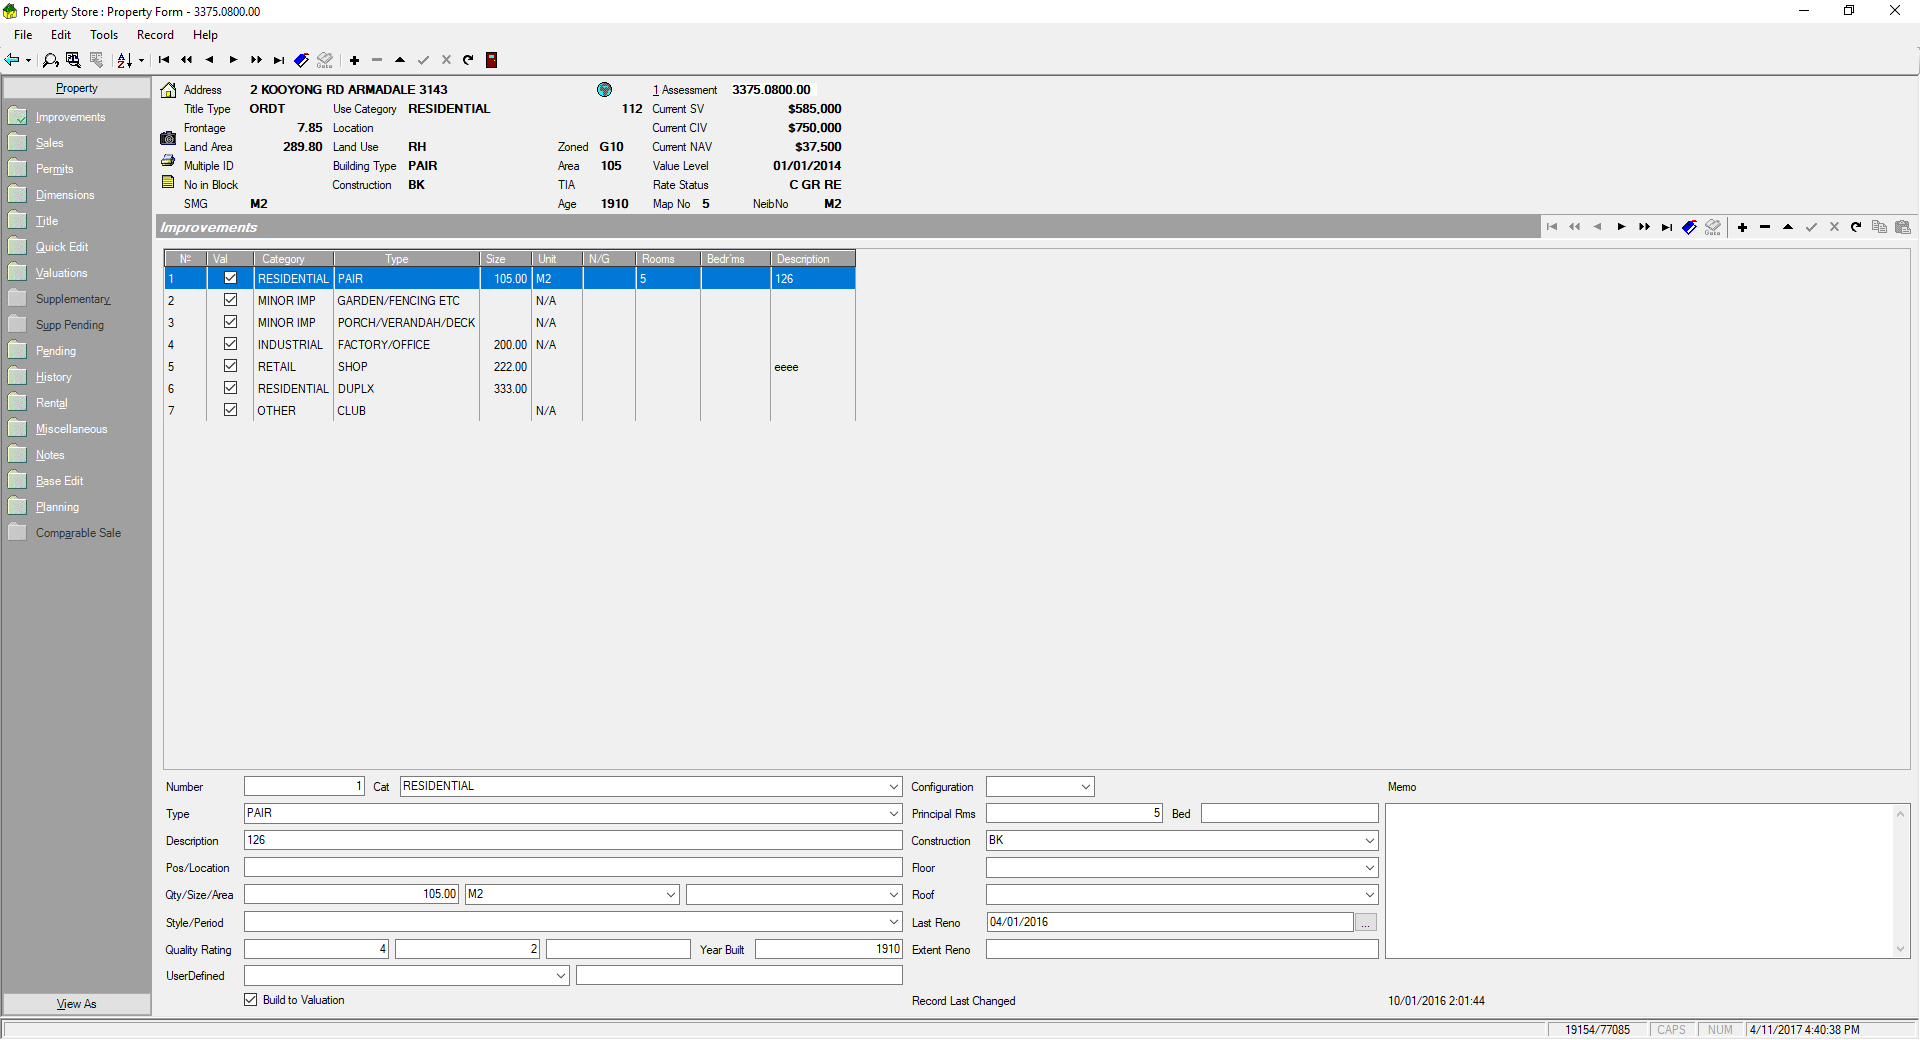 Property Store : Property Form - 3375.0800.00
File Edit Tools Record Help
Property
Improvements
Sales
Permits
Dimensions
Title
Quick Edit
Valuations
Supplementary
Supp Pending
Pending
History
Rental
Miscellaneous
Notes
Base Edit
Planning
Comparable Sale
View As
Address 2 KOOYONG RD ARMADALE 3143 1 Assessment 3375.0800.00
Title Type ORDT Use Category RESIDENTIAL 112 Current SV $585,000
Frontage 7.85 Location Current CIV $750,000
Land Area 289.80 Land Use RH Zoned G10 Current NAV $37,500
Multiple ID Building Type PAIR Area 105 Value Level 01/01/2014
No in Block Construction BK TIA Rate Status C GR RE
SMG M2 Age 1910 Map No 5 NeibNo M2
Improvements
Nº Val Category Type Size Unit N/G Rooms Bedr'ms Description
1 RESIDENTIAL PAIR 105.00 M2 5 126
2 MINOR IMP GARDEN/FENCING ETC N/A
3 MINOR IMP PORCH/VERANDAH/DECK N/A
4 INDUSTRIAL FACTORY/OFFICE 200.00 N/A
5 RETAIL SHOP 222.00 eeee
6 RESIDENTIAL DUPLX 333.00
7 OTHER CLUB N/A
Number 1 Cat RESIDENTIAL Configuration Memo
Type PAIR Principal Rms 5 Bed
Description 126 Construction BK
Pos/Location Floor
Qty/Size/Area 105.00 M2 Roof
Style/Period Last Reno 04/01/2016 ...
Quality Rating 4 2 Year Built 1910 Extent Reno
UserDefined
Build to Valuation Record Last Changed 10/01/2016 2:01:44
19154/77085 CAPS NUM 4/11/2017 4:40:38 PM